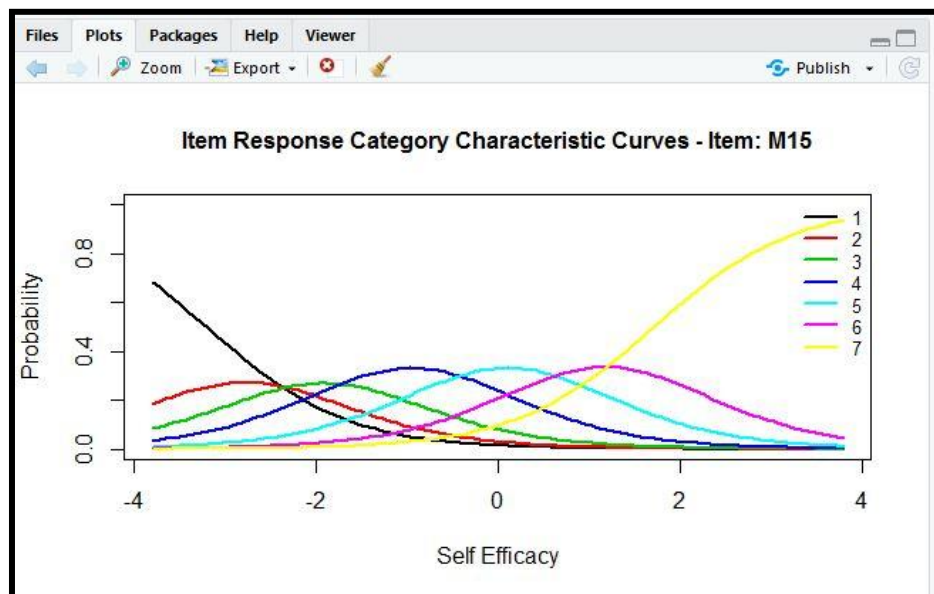 Files Plots Packages Help Viewer
Zoom Export Publish
Item Response Category Characteristic Curves - Item: M15
Probability
0.0 0.4 0.8
1
2
3
4
5
6
7
-4 -2 0 2 4
Self Efficacy